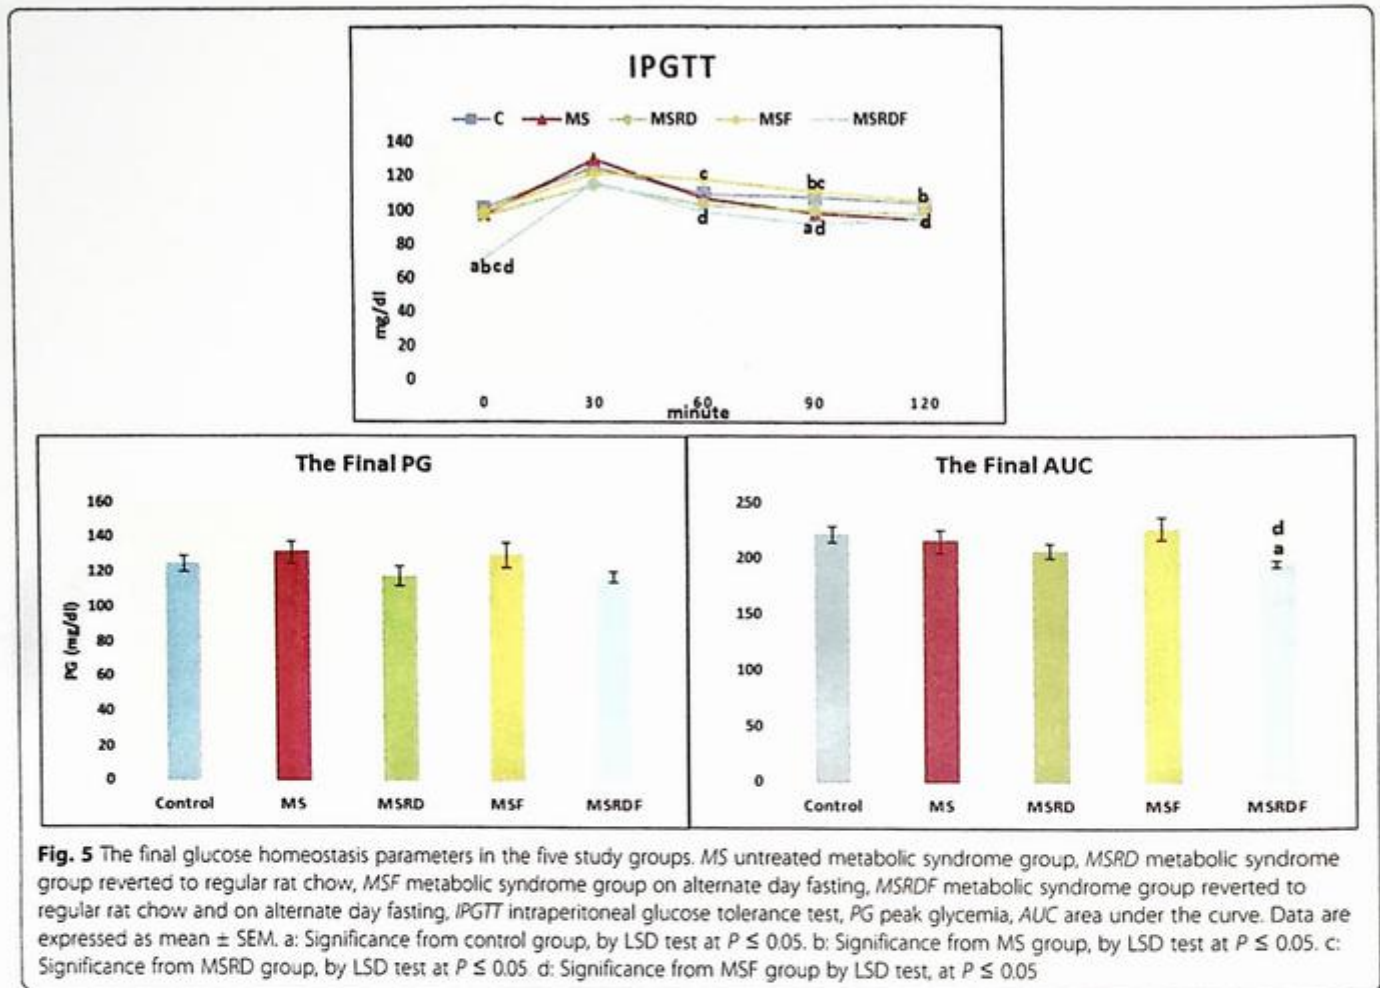 IPGTT
C MS MSRD MSF MSRDF
140
120
100
80
60
40
20
0
mg/dl
abcd
c
d
bc
ad
b
d
0 30 60 90 120
minute
The Final PG
160
140
120
100
80
60
40
20
0
PG (mg/dl)
Control MS MSRD MSF MSRDF
The Final AUC
250
200
150
100
50
0
d
a
Control MS MSRD MSF MSRDF
Fig. 5 The final glucose homeostasis parameters in the five study groups. MS untreated metabolic syndrome group, MSRD metabolic syndrome
group reverted to regular rat chow, MSF metabolic syndrome group on alternate day fasting, MSRDF metabolic syndrome group reverted to
regular rat chow and on alternate day fasting, IPGTT intraperitoneal glucose tolerance test, PG peak glycemia, AUC area under the curve. Data are
expressed as mean ± SEM. a: Significance from control group, by LSD test at P ≤ 0.05. b: Significance from MS group, by LSD test at P ≤ 0.05. c:
Significance from MSRD group, by LSD test at P ≤ 0.05. d: Significance from MSF group by LSD test, at P ≤ 0.05